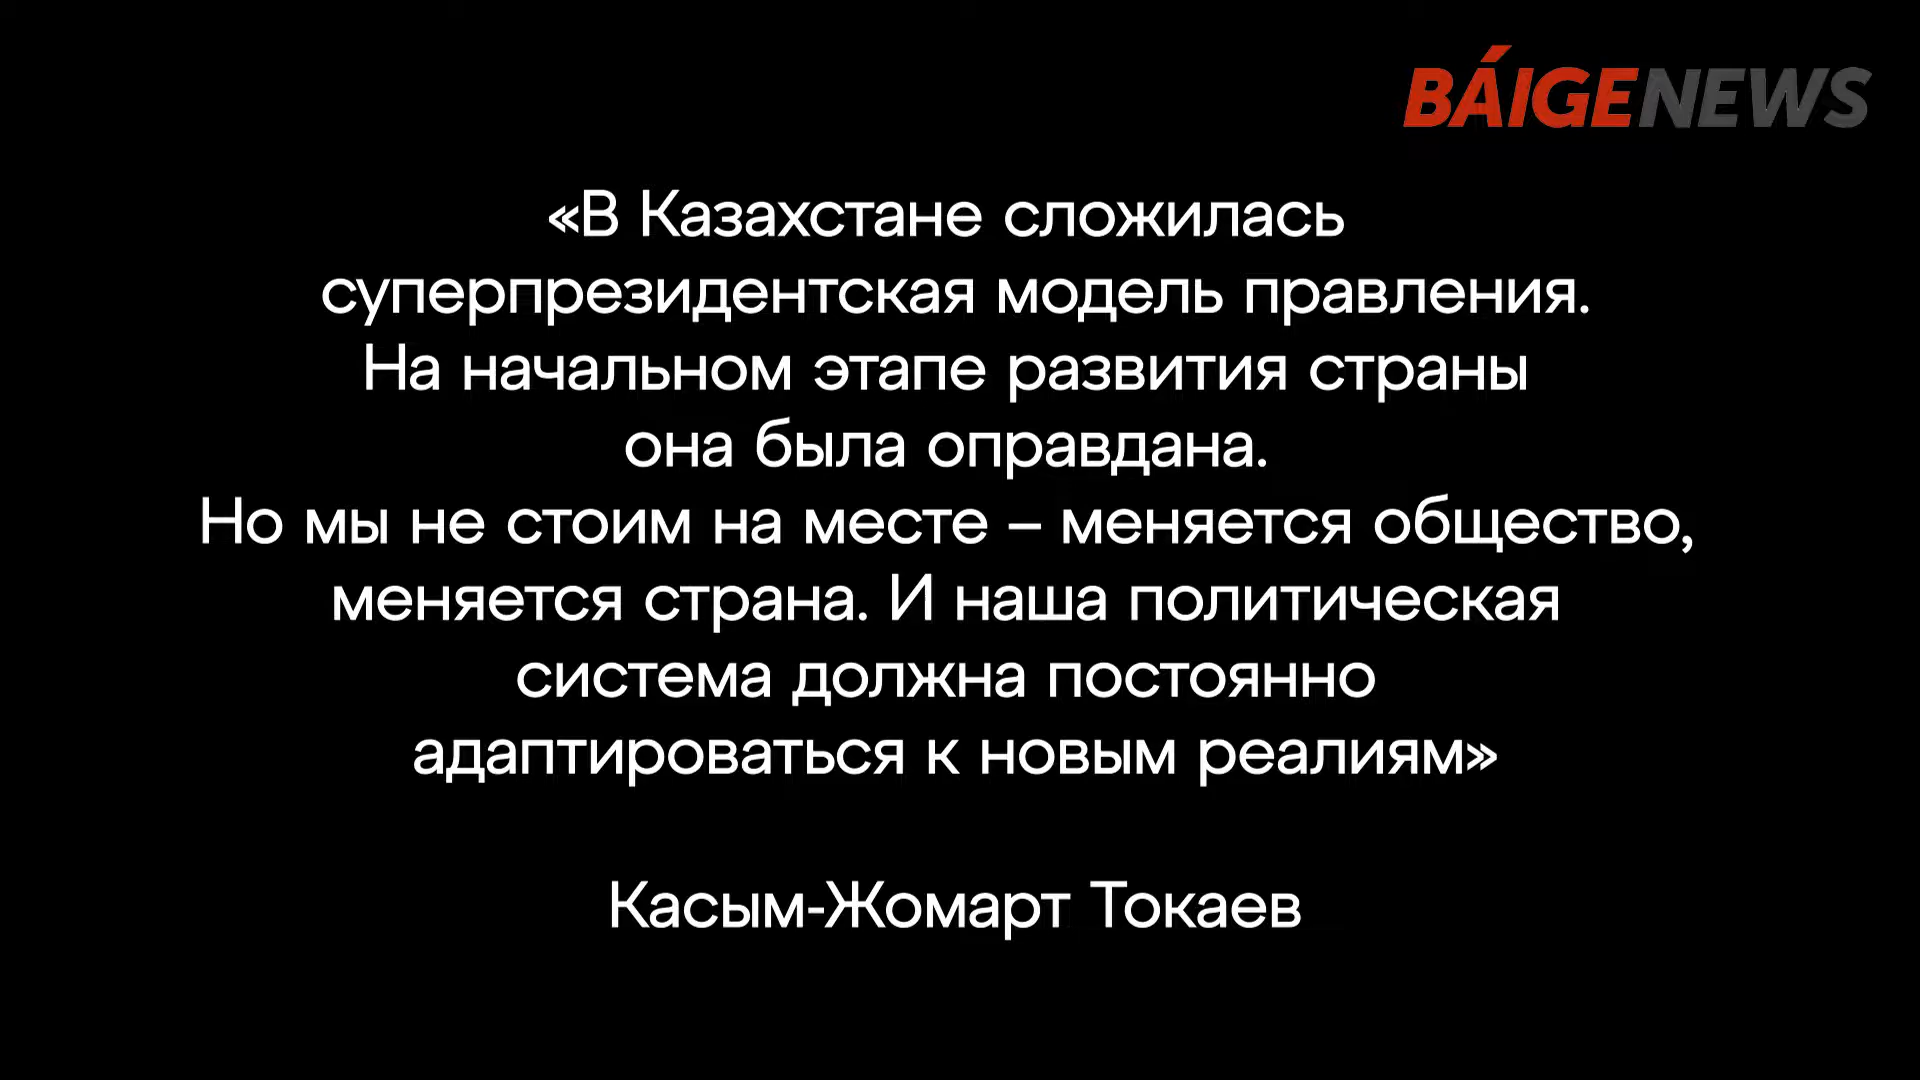 BÁIGENEWS
«В Казахстане сложилась
суперпрезидентская модель правления.
На начальном этапе развития страны
она была оправдана.
Но мы не стоим на месте – меняется общество,
меняется страна. И наша политическая
система должна постоянно
адаптироваться к новым реалиям»
Касым-Жомарт Токаев